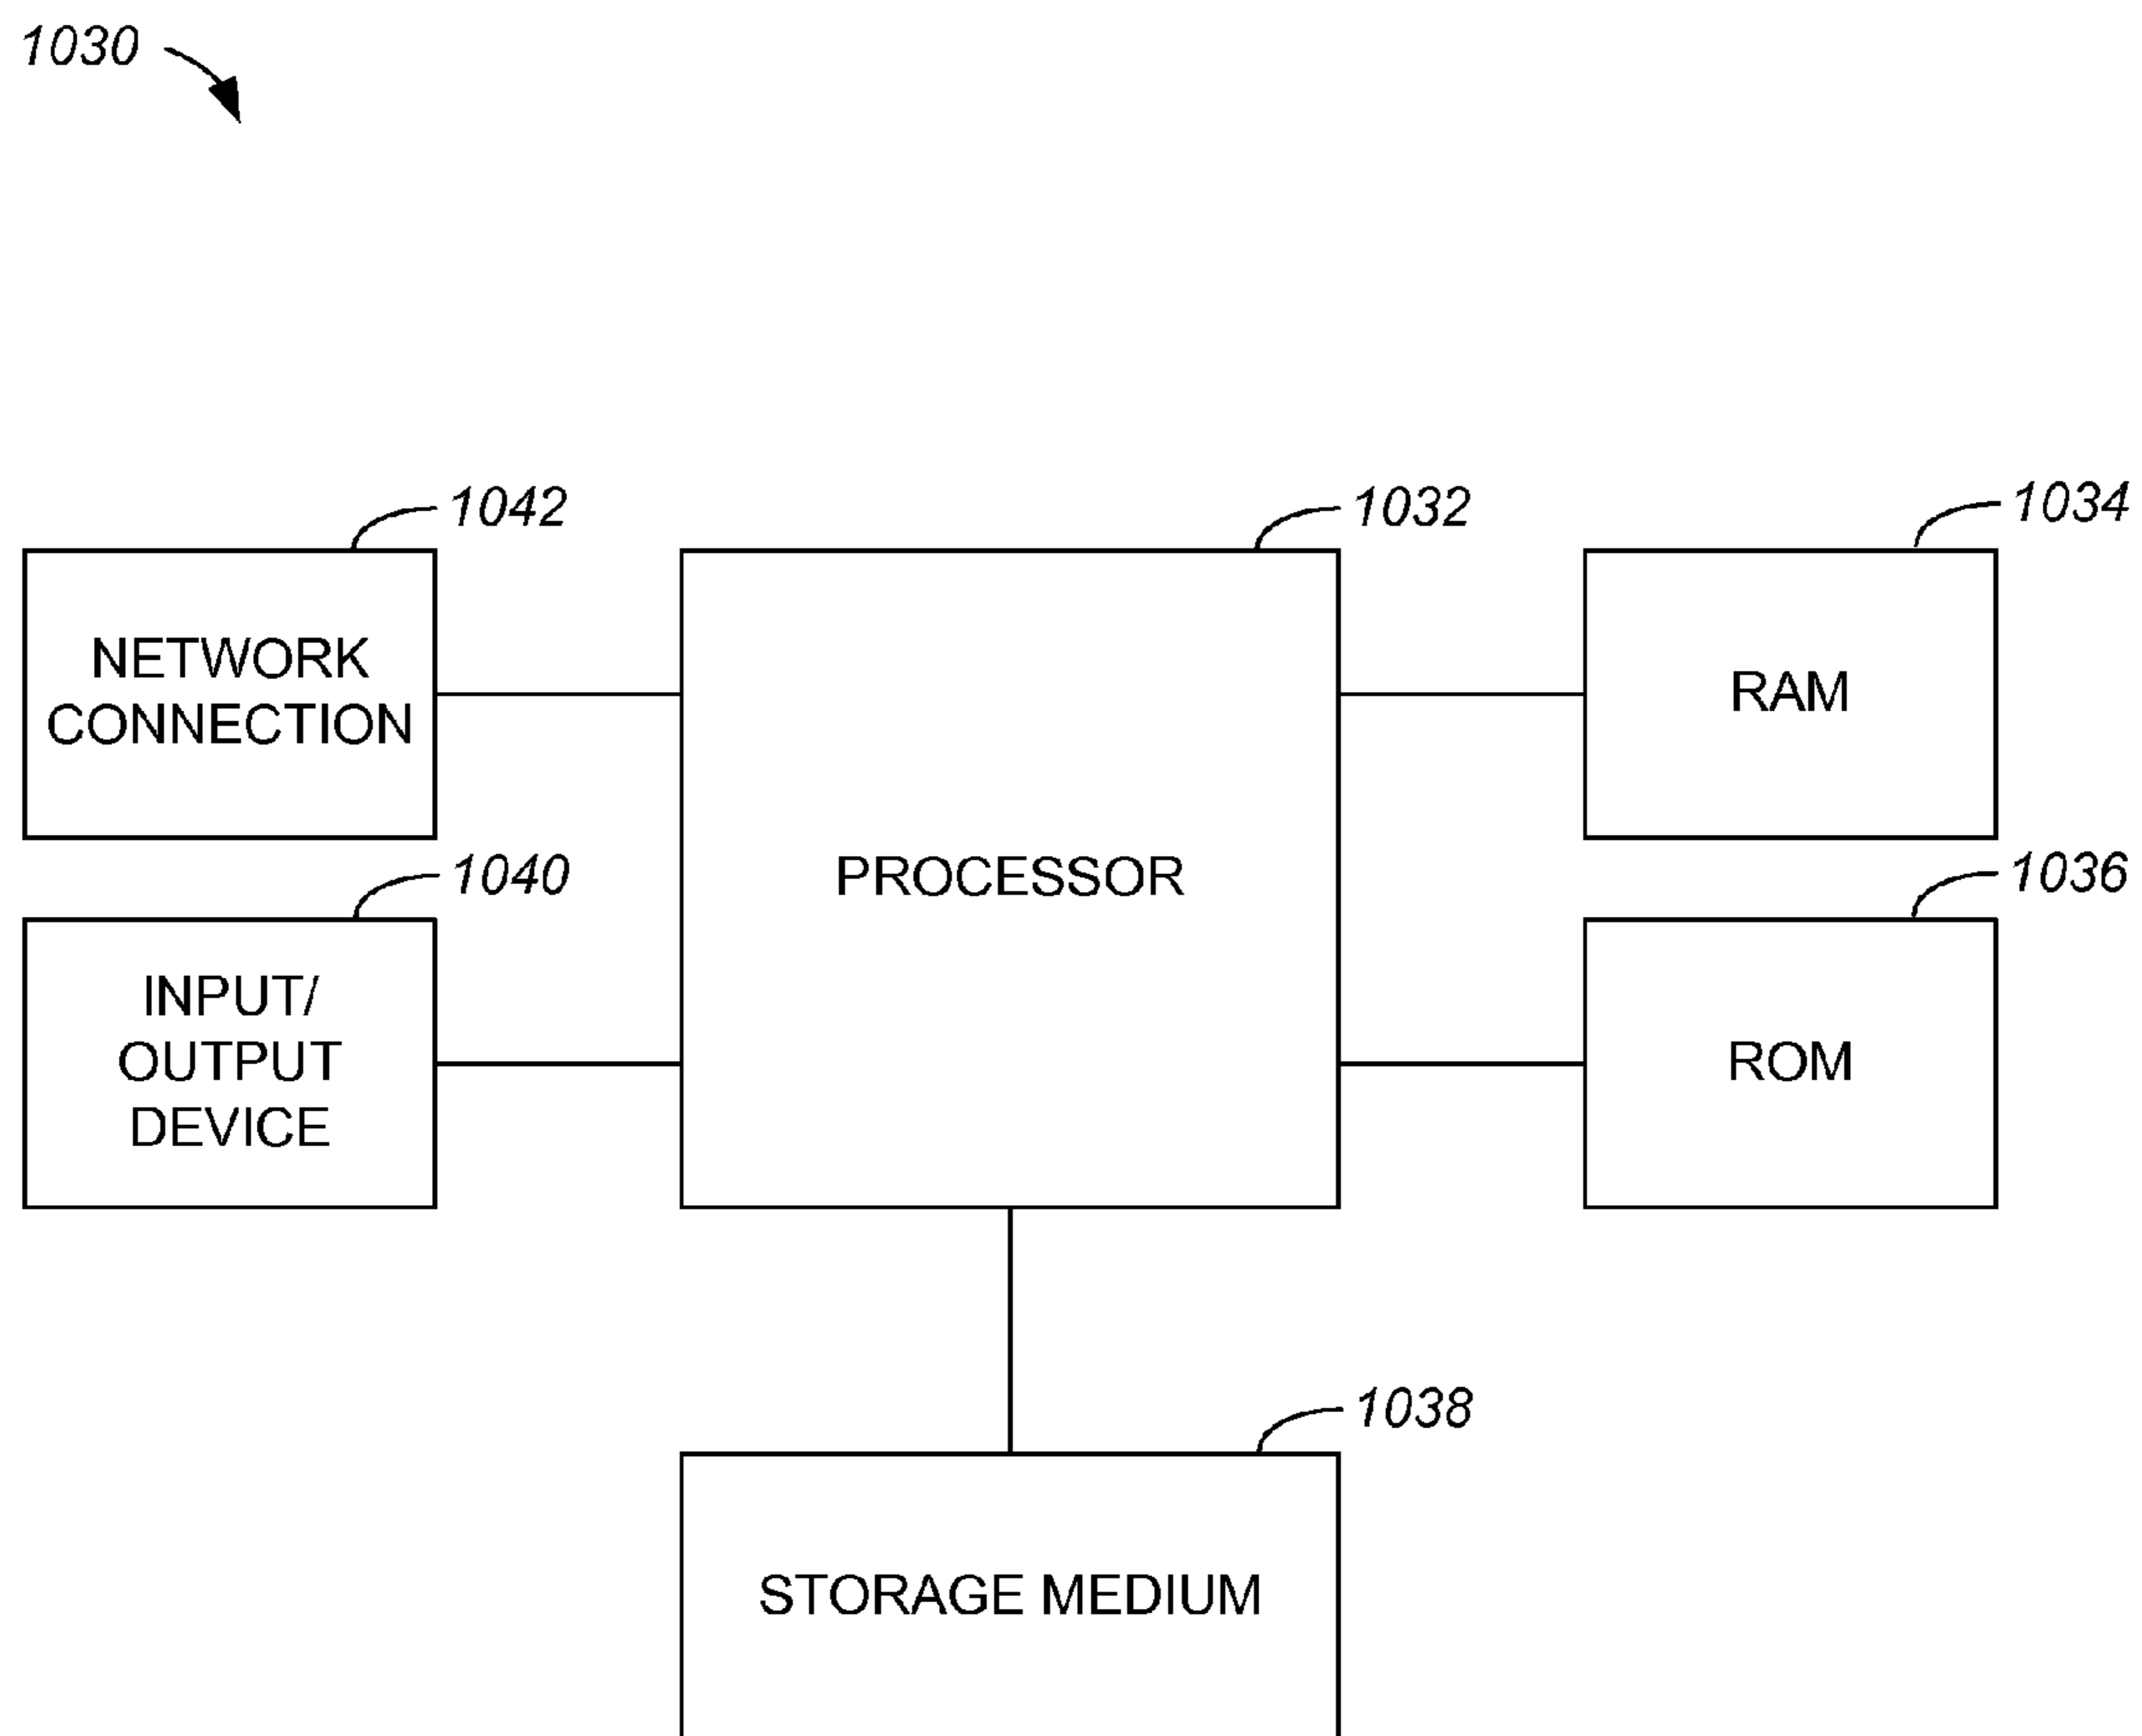 1030
1042
1032
1034
NETWORK
CONNECTION
RAM
PROCESSOR
1040
1036
INPUT/
OUTPUT
DEVICE
ROM
1038
STORAGE MEDIUM